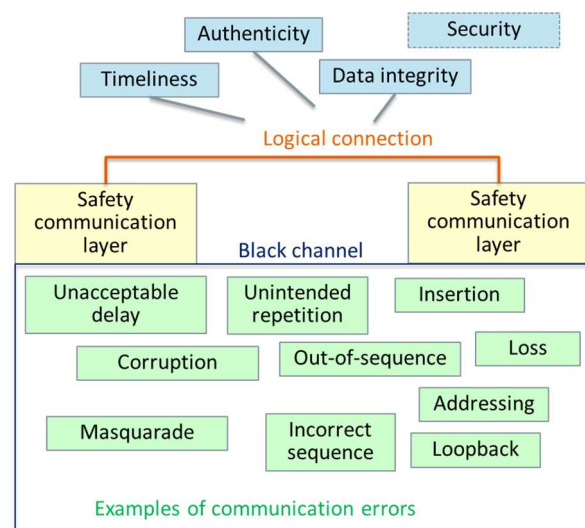 Authenticity
Security
Timeliness
Data integrity
Logical connection
Safety
communication
layer
Safety
communication
layer
Black channel
Unacceptable
delay
Unintended
repetition
Insertion
Corruption
Out-of-sequence
Loss
Addressing
Masquarade
Incorrect
sequence
Loopback
Examples of communication errors